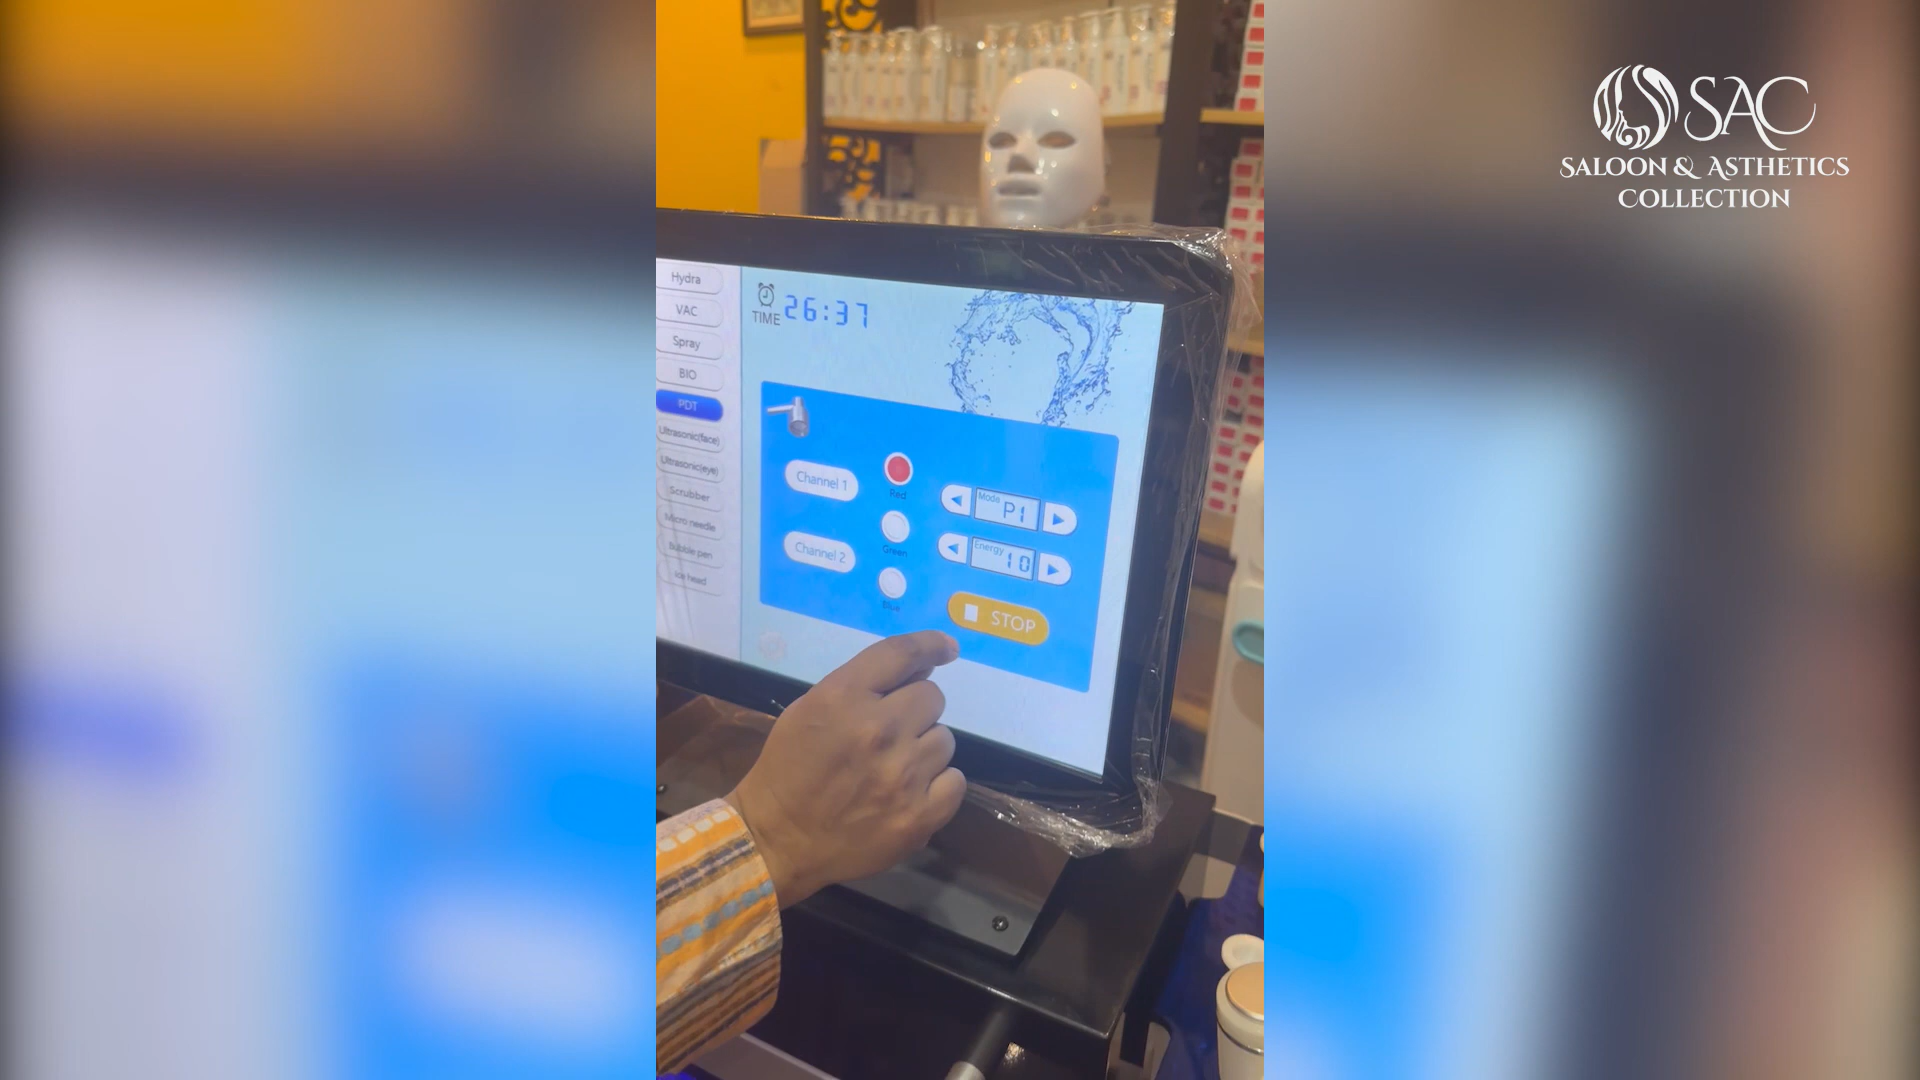 SAC
SALOON & ASTHETICS
COLLECTION
Hydra
VAC
Spray
BIO
PDT
Ultrasonic(face)
Ultrasonic(eye)
Scrubber
Micro needle
Bubble pen
Ice head
TIME 26:37
Channel 1
Channel 2
Red
Green
Blue
Mode P1
Energy 10
STOP